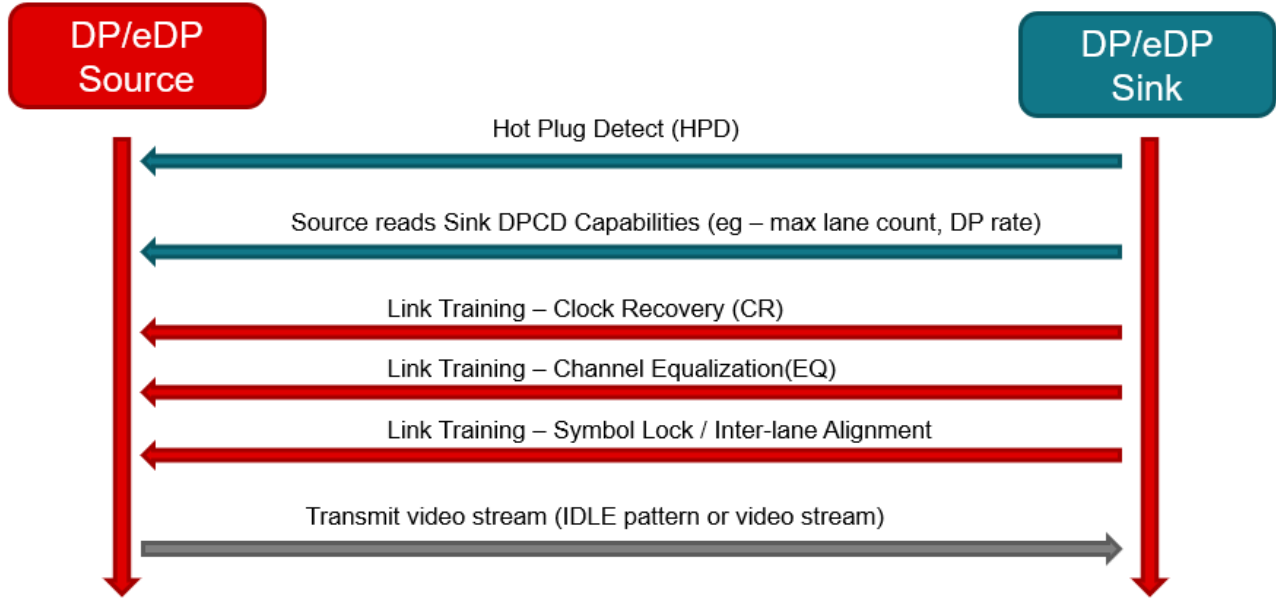 DP/eDP
Source
DP/eDP
Sink
Hot Plug Detect (HPD)
Source reads Sink DPCD Capabilities (eg – max lane count, DP rate)
Link Training – Clock Recovery (CR)
Link Training – Channel Equalization(EQ)
Link Training – Symbol Lock / Inter-lane Alignment
Transmit video stream (IDLE pattern or video stream)